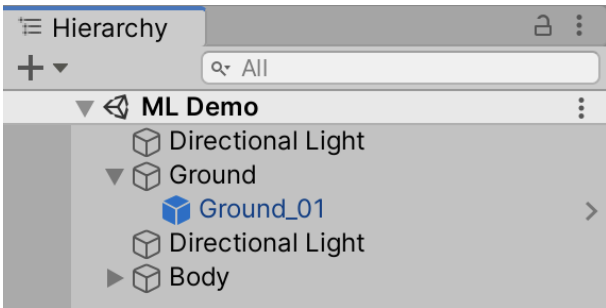 Hierarchy
All
ML Demo
Directional Light
Ground
Ground_01
Directional Light
Body